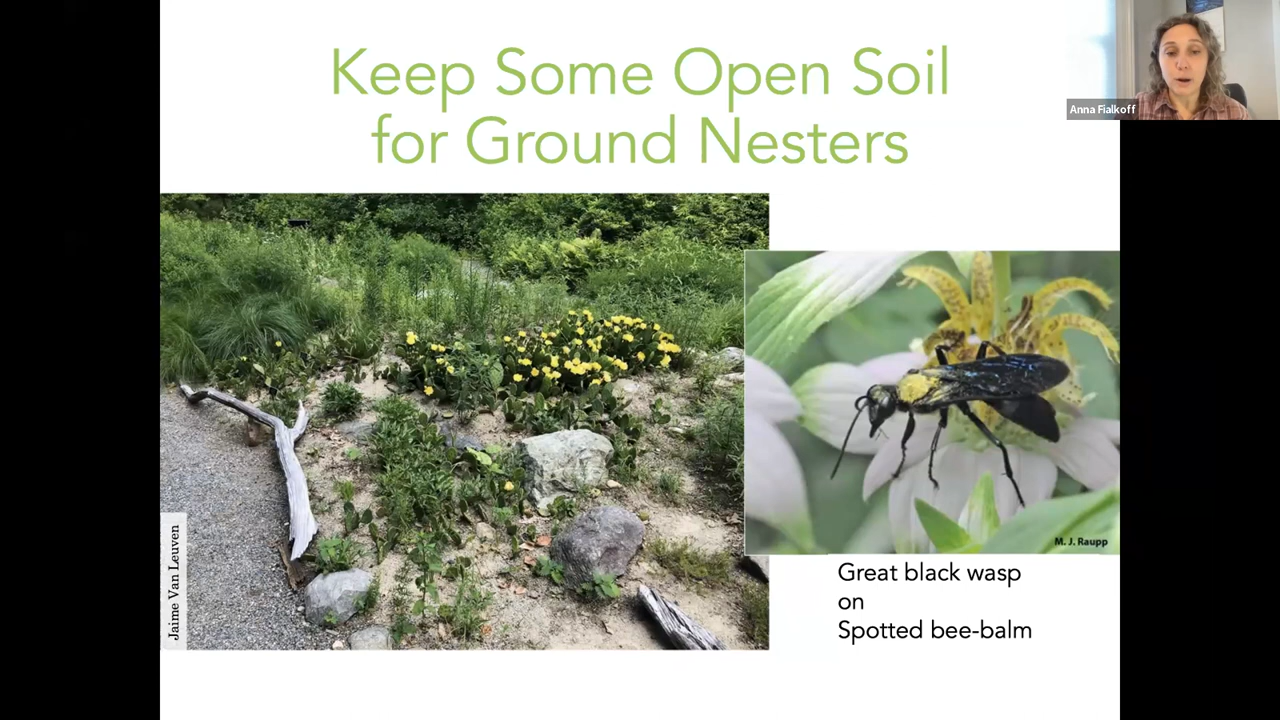 Keep Some Open Soil
for Ground Nesters
Anna Fialkoff
Jaime Van Leuven
M. J. Raupp
Great black wasp
on
Spotted bee-balm